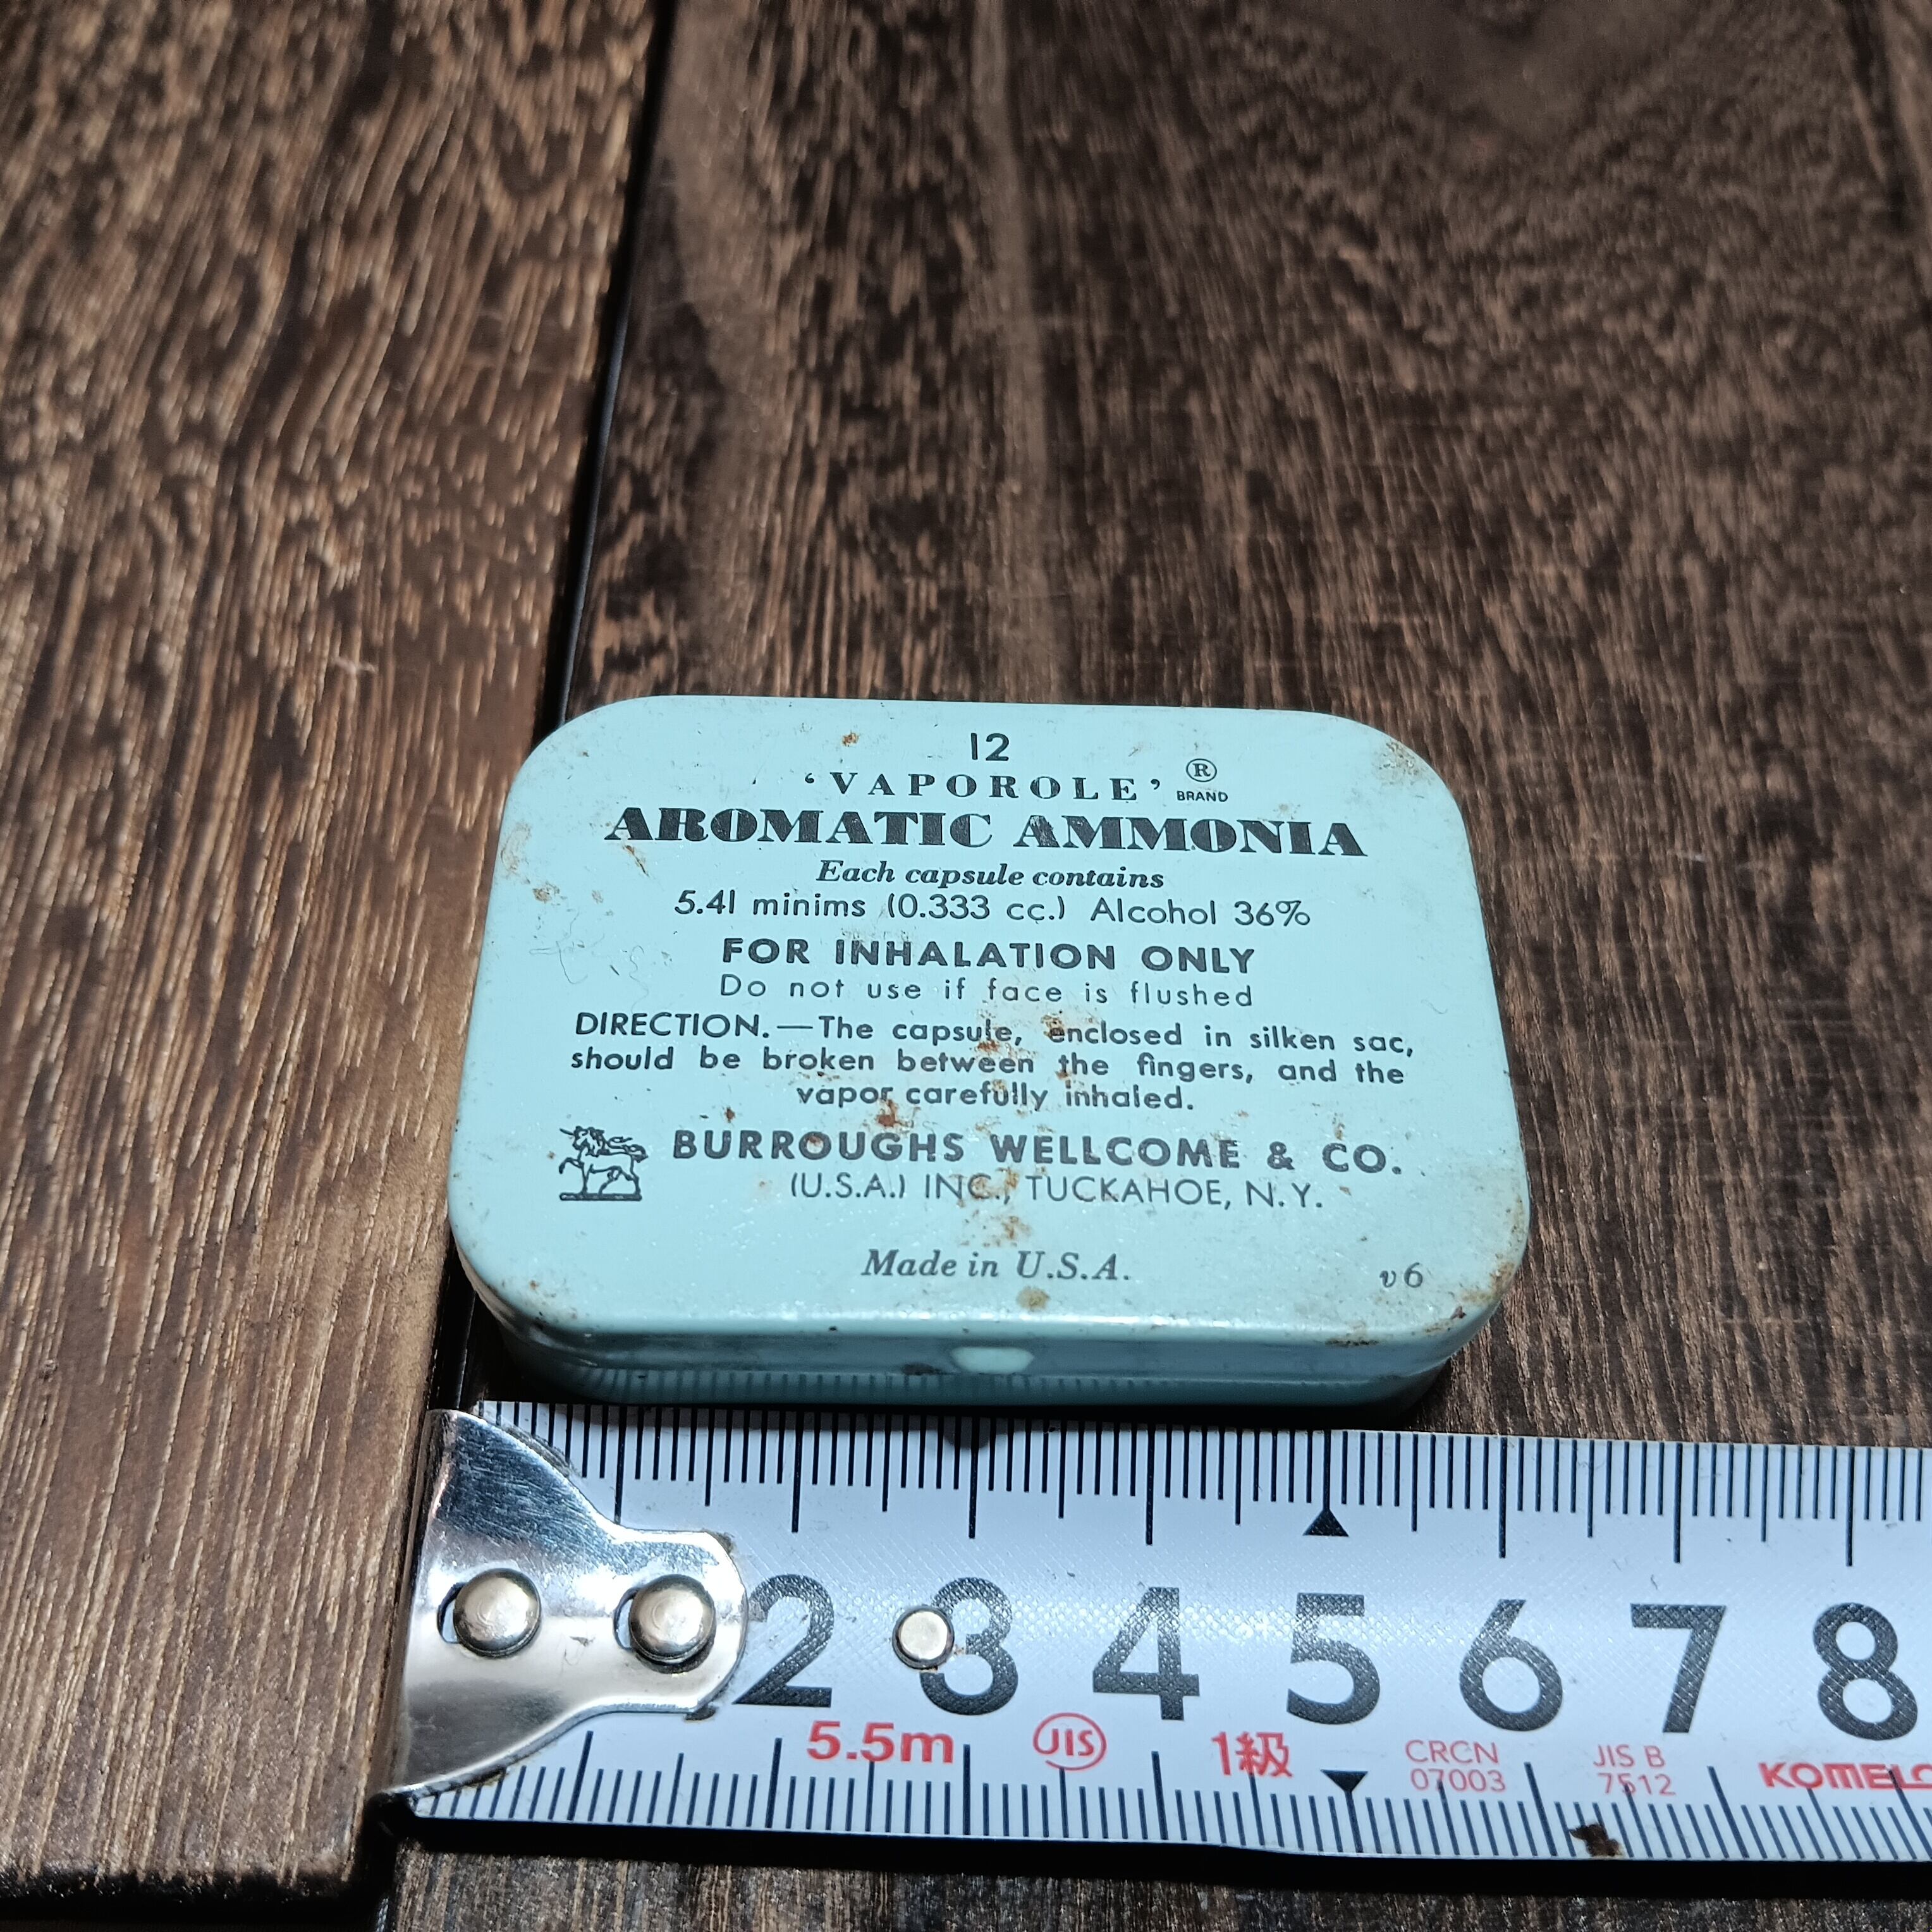 12
‘VAPOROLE’ ®
BRAND
AROMATIC AMMONIA
Each capsule contains
5.41 minims (0.333 cc.) Alcohol 36%
FOR INHALATION ONLY
Do not use if face is flushed
DIRECTION.—The capsule, enclosed in silken sac,
should be broken between the fingers, and the
vapor carefully inhaled.
BURROUGHS WELLCOME & CO.
(U.S.A.) INC., TUCKAHOE, N.Y.
Made in U.S.A.
v6
2 3 4 5 6 7 8
5.5m JIS 1級 CRCN 07003 JIS B 7512